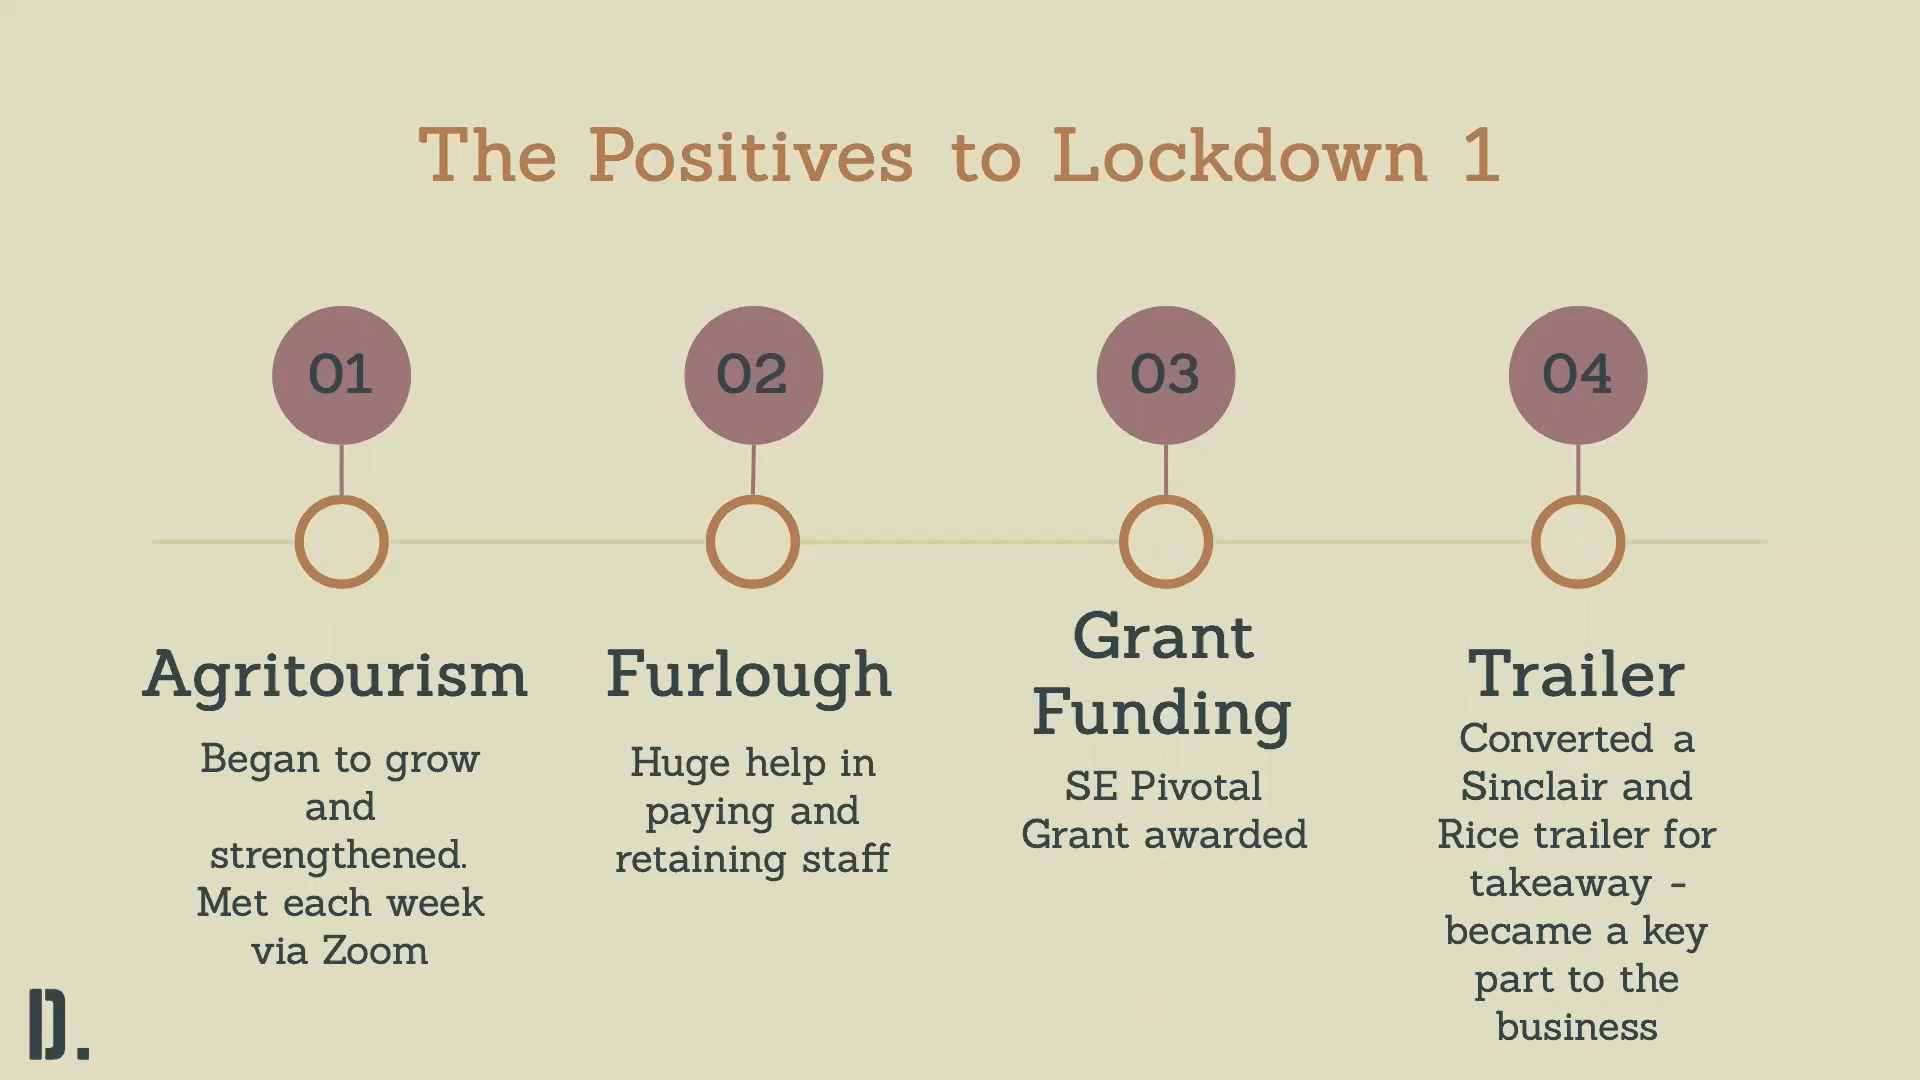 The Positives to Lockdown 1
01
02
03
04
Agritourism
Began to grow
and
strengthened.
Met each week
via Zoom
Furlough
Huge help in
paying and
retaining staff
Grant
Funding
SE Pivotal
Grant awarded
Trailer
Converted a
Sinclair and
Rice trailer for
takeaway -
became a key
part to the
business
D.